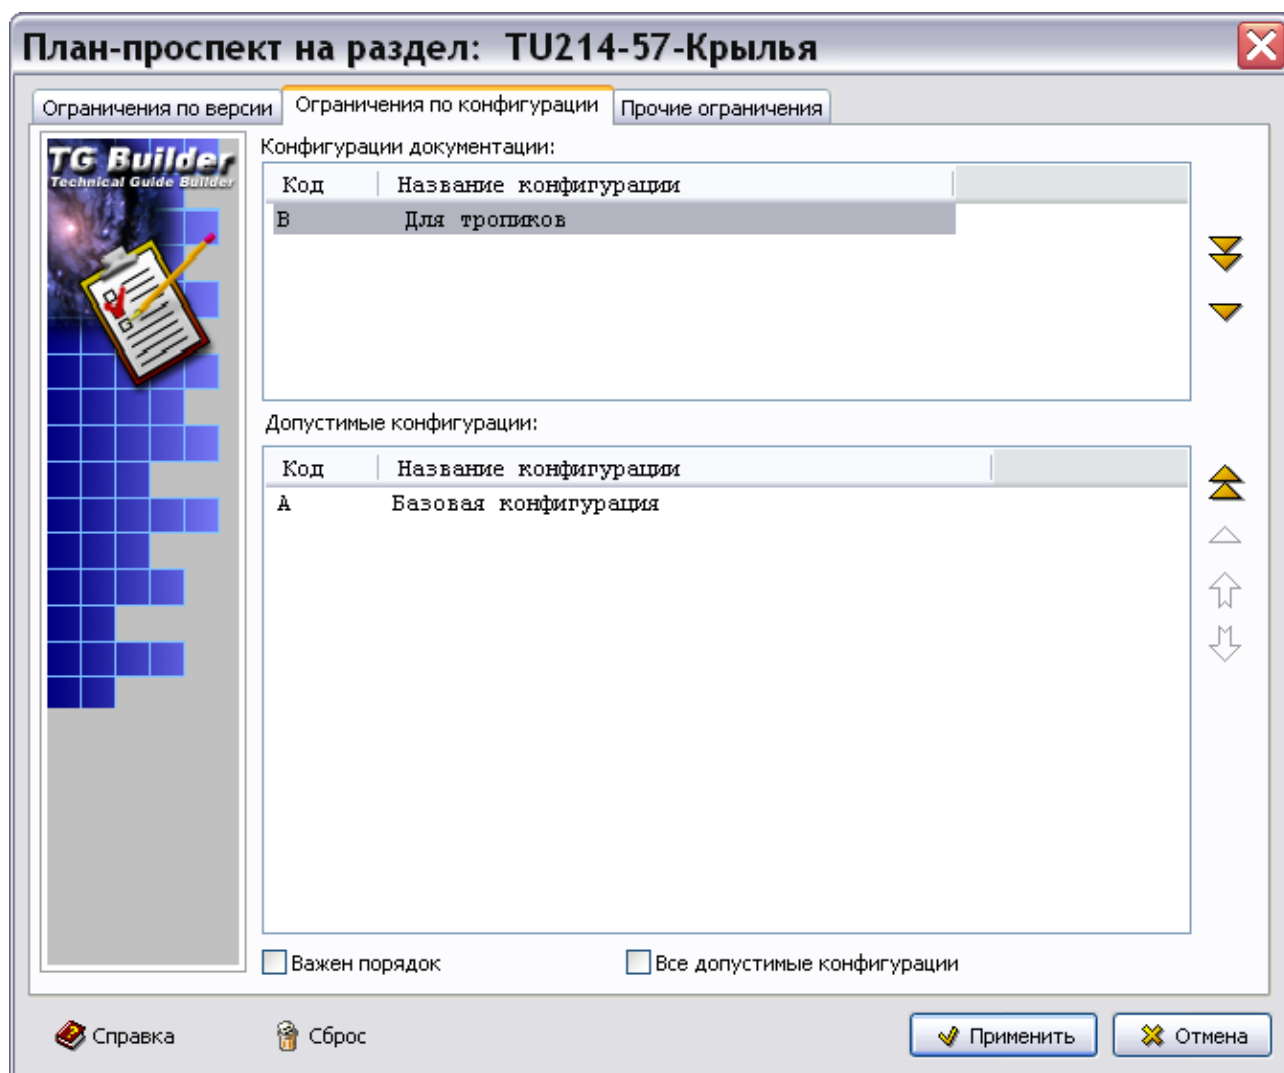 План-проспект на раздел: TU214-57-Крылья
Ограничения по версии Ограничения по конфигурации Прочие ограничения
TG Builder
Technical Guide Builder
Конфигурации документации:
Код Название конфигурации
B Для тропиков
Допустимые конфигурации:
Код Название конфигурации
A Базовая конфигурация
Важен порядок Все допустимые конфигурации
Справка Сброс Применить Отмена